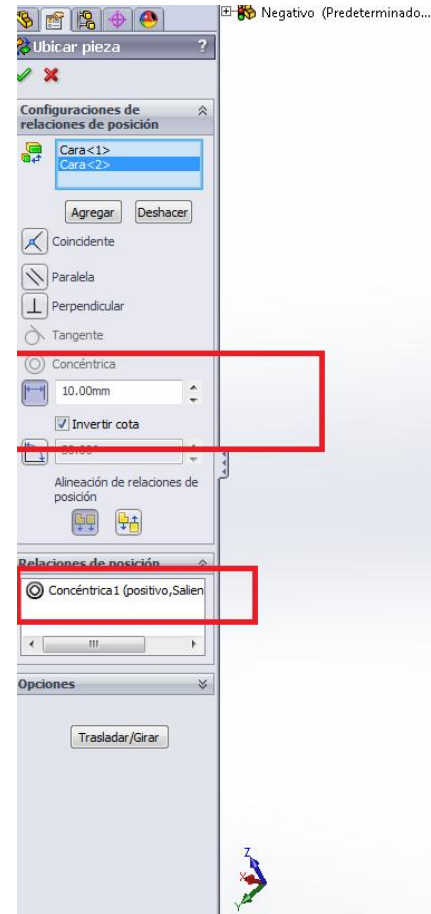 Negativo (Predeterminado...
Ubicar pieza ?
Configuraciones de
relaciones de posición
Cara<1>
Cara<2>
Agregar Deshacer
Coincidente
Paralela
Perpendicular
Tangente
Concéntrica
10.00mm
Invertir cota
Alineación de relaciones de
posición
Relaciones de posición
Concéntrica1 (positivo,Salien
Opciones
Trasladar/Girar
Z
X
Y